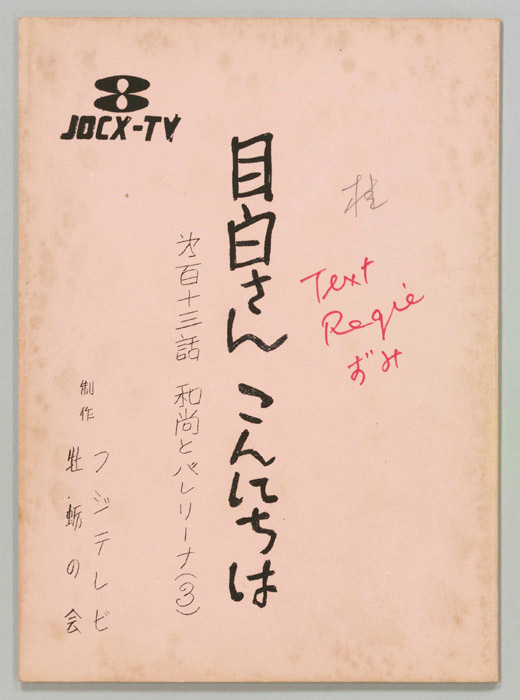 JOCX-TV
桂
Text
Regie
おみ
目白さん こんにちは
第百十三話 和尚とバレリーナ(3)
制作 フジテレビ
牡蛎の会